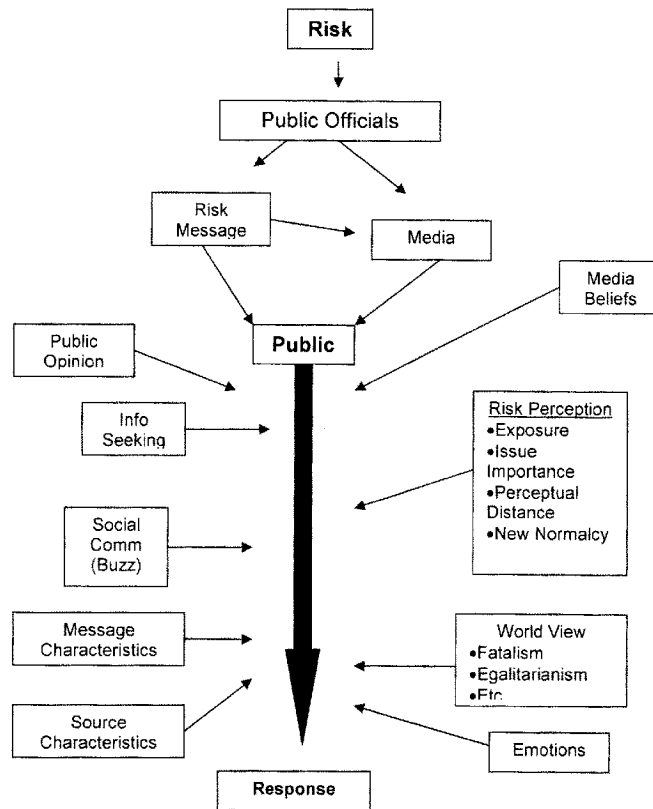 Risk
Public Officials
Risk
Message
Media
Media
Beliefs
Public
Public
Opinion
Info
Seeking
Risk Perception
•Exposure
•Issue
Importance
•Perceptual
Distance
•New Normalcy
Social
Comm
(Buzz)
Message
Characteristics
World View
•Fatalism
•Egalitarianism
•Etc
Source
Characteristics
Emotions
Response